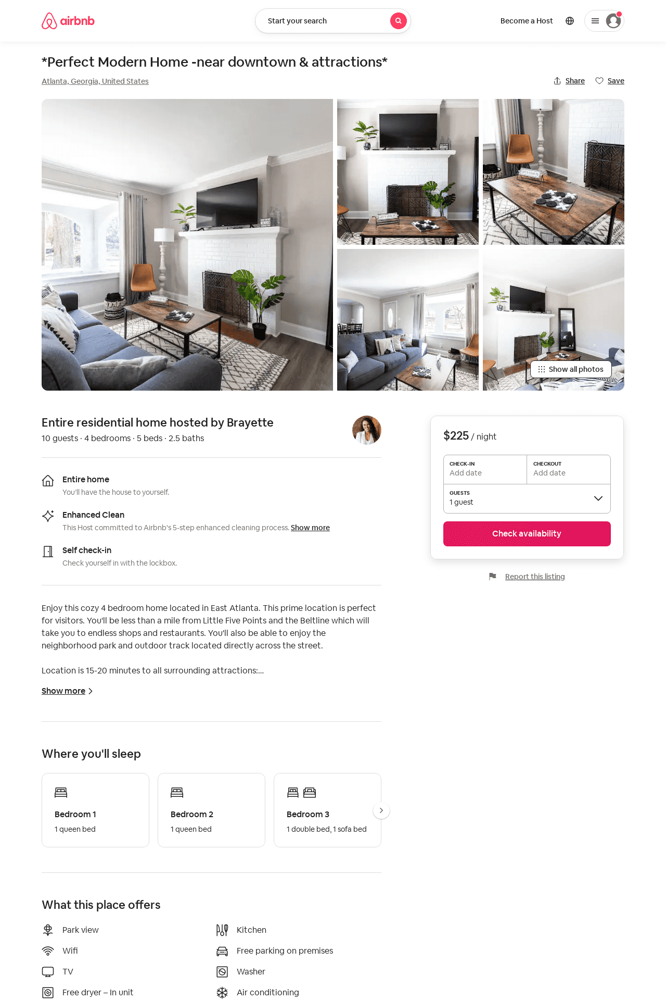 airbnb
Start your search
Become a Host
*Perfect Modern Home -near downtown & attractions*
Atlanta, Georgia, United States
Share
Save
LET'S STAY IN
LET'S STAY IN
LET'S STAY IN
Show all photos
Entire residential home hosted by Brayette
10 guests · 4 bedrooms · 5 beds · 2.5 baths
$225 / night
CHECK-IN
Add date
CHECKOUT
Add date
GUESTS
1 guest
Check availability
Report this listing
Entire home
You’ll have the house to yourself.
Enhanced Clean
This Host committed to Airbnb's 5-step enhanced cleaning process. Show more
Self check-in
Check yourself in with the lockbox.
Enjoy this cozy 4 bedroom home located in East Atlanta. This prime location is perfect
for visitors. You'll be less than a mile from Little Five Points and the Beltline which will
take you to endless shops and restaurants. You'll also be able to enjoy the
neighborhood park and outdoor track located directly across the street.
Location is 15-20 minutes to all surrounding attractions:...
Show more
Where you'll sleep
Bedroom 1
1 queen bed
Bedroom 2
1 queen bed
Bedroom 3
1 double bed, 1 sofa bed
What this place offers
Park view
Kitchen
Wifi
Free parking on premises
TV
Washer
Free dryer – In unit
Air conditioning